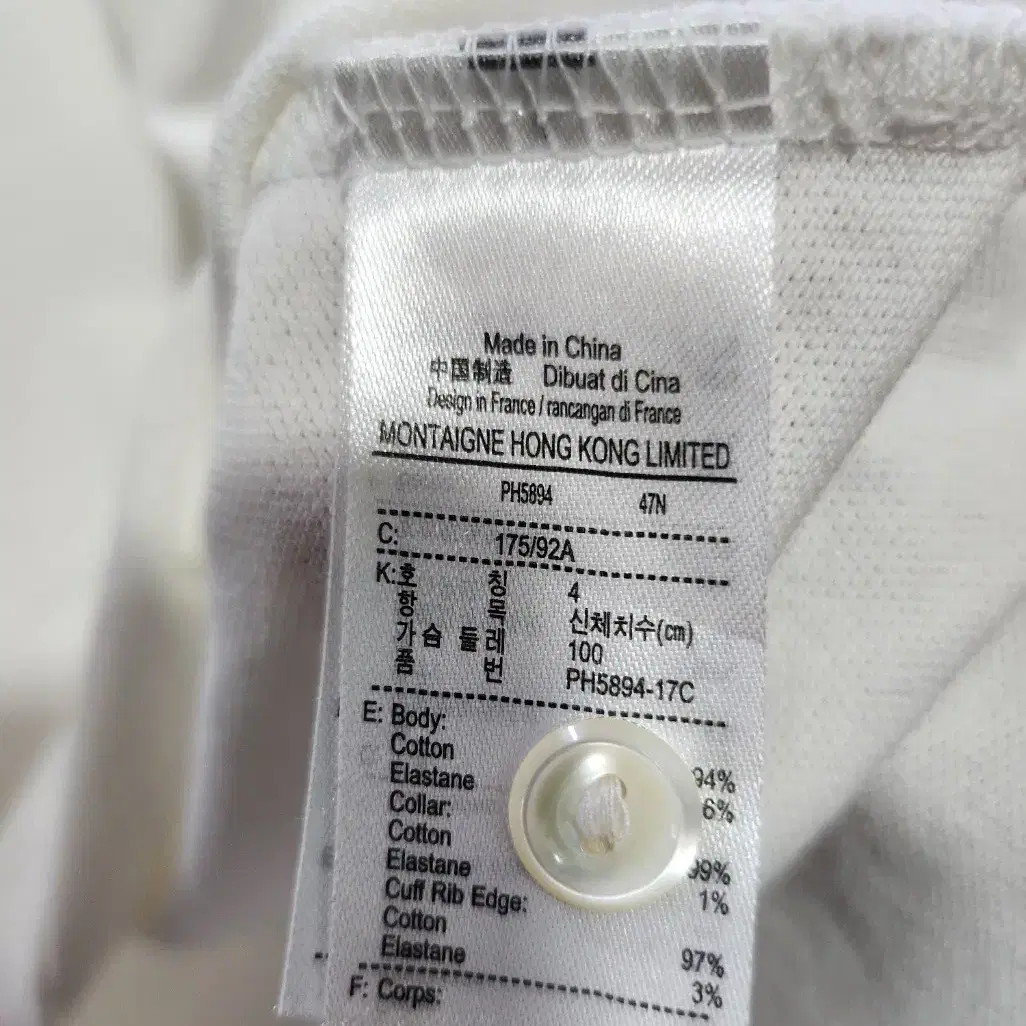 Made in China
中国制造 Dibuat di Cina
Design in France / rancangan di France
MONTAIGNE HONG KONG LIMITED
PH5894 47N
C: 175/92A
K:호 칭 4
항 목 신체치수(cm)
가슴 둘레 100
품 번 PH5894-17C
E: Body:
Cotton 94%
Elastane 6%
Collar:
Cotton 99%
Elastane 1%
Cuff Rib Edge:
Cotton 97%
Elastane 3%
F: Corps: